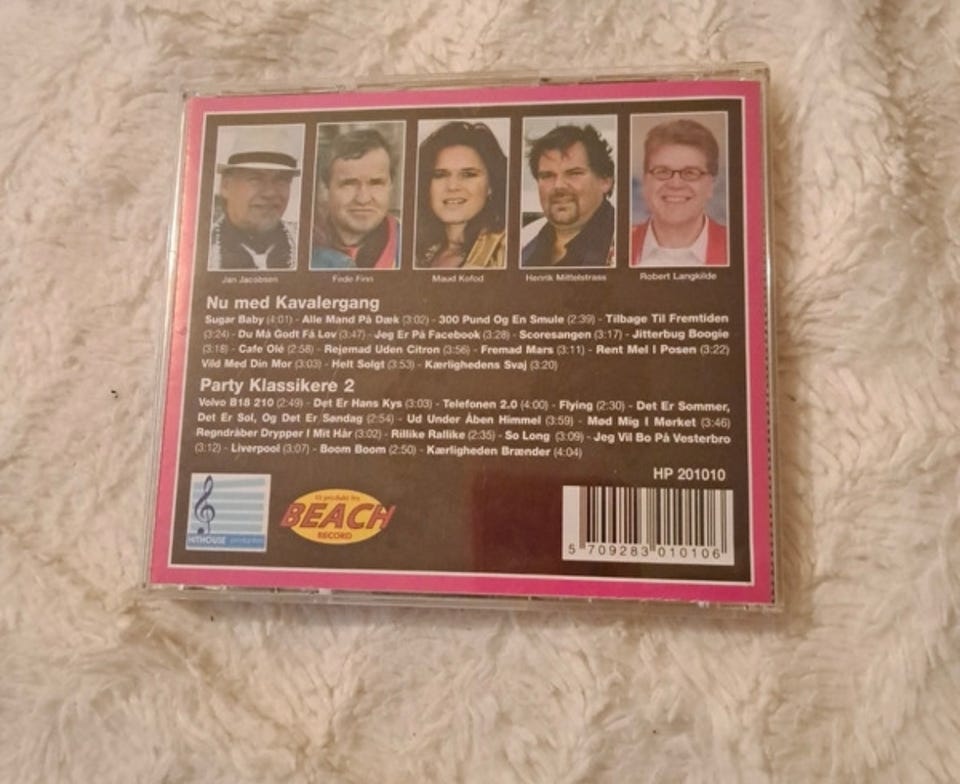 Jan Jacobsen
Fede Finn
Maud Kofod
Henrik Mittelstrass
Robert Langkilde
Nu med Kavalergang
Sugar Baby (4:01) - Alle Mand På Dæk (3:02) - 300 Pund Og En Smule (2:39) - Tilbage Til Fremtiden
(3:24) - Du Må Godt Få Lov (3:47) - Jeg Er På Facebook (3:28) - Scoresangen (3:17) - Jitterbug Boogie
(3:18) - Cafe Olé (2:58) - Rejemad Uden Citron (3:56) - Fremad Mars (3:11) - Rent Mel I Posen (3:22)
Vild Med Din Mor (3:03) - Helt Solgt (3:53) - Kærlighedens Svaj (3:20)
Party Klassikere 2
Volvo B18 210 (2:49) - Det Er Hans Kys (3:03) - Telefonen 2.0 (4:00) - Flying (2:30) - Det Er Sommer,
Det Er Sol, Og Det Er Søndag (2:54) - Ud Under Åben Himmel (3:59) - Mød Mig I Mørket (3:46)
Regndråber Drypper I Mit Hår (3:02) - Rillike Rallike (2:35) - So Long (3:09) - Jeg Vil Bo På Vesterbro
(3:12) - Liverpool (3:07) - Boom Boom (2:50) - Kærligheden Brænder (4:04)
HP 201010
HITHOUSE production
Et produkt fra
BEACH
RECORD
5 709283 010106